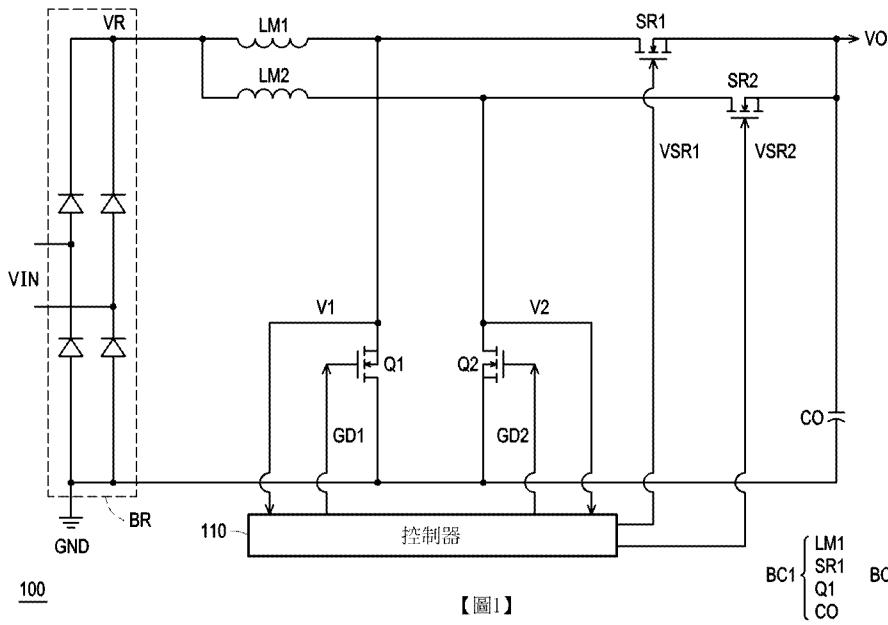 VR
LM1
SR1
VO
LM2
SR2
VSR1
VSR2
VIN
V1
V2
Q1
Q2
CO
GD1
GD2
BR
GND
110
控制器
100
【圖1】
BC1
LM1
SR1
Q1
CO
BC